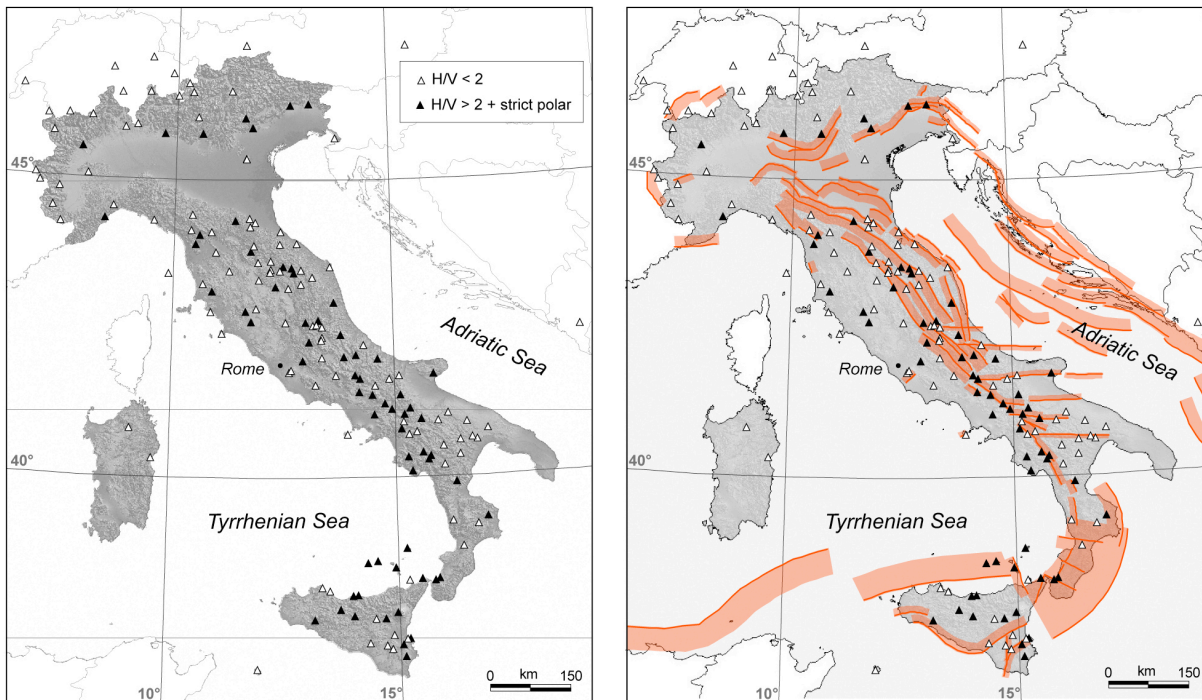 H/V < 2
H/V > 2 + strict polar
45°
Adriatic Sea
Rome
40°
Tyrrhenian Sea
km
0 150
10°
15°
45°
Adriatic Sea
Rome
40°
Tyrrhenian Sea
km
0 150
10°
15°